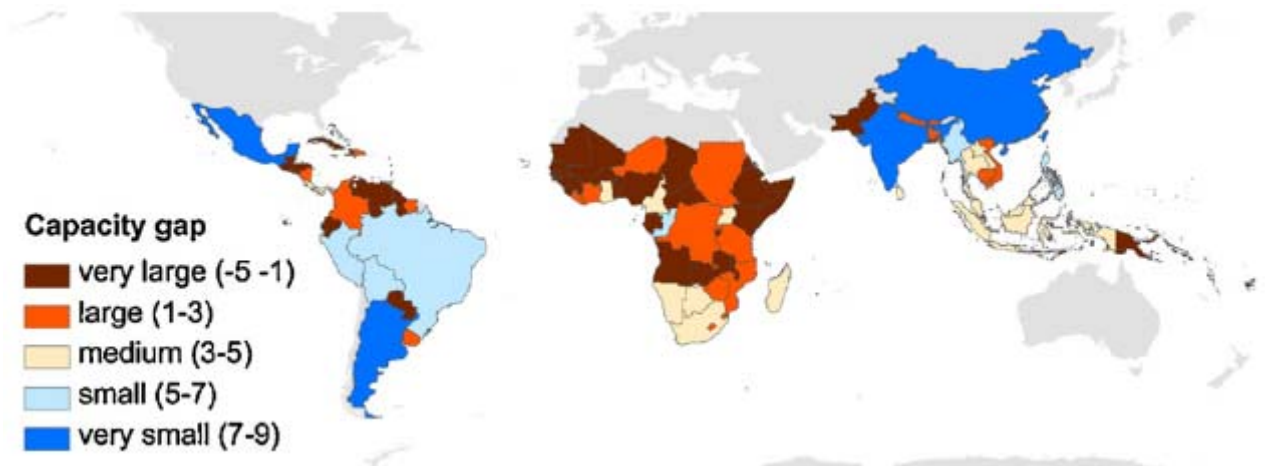 Capacity gap
very large (-5 -1)
large (1-3)
medium (3-5)
small (5-7)
very small (7-9)